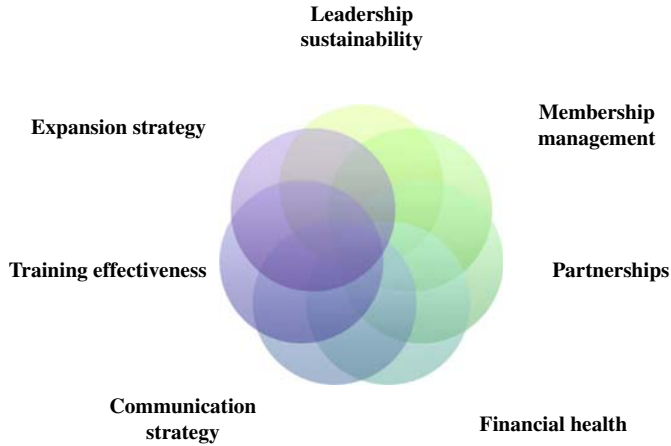 Leadership
sustainability
Expansion strategy
Membership
management
Training effectiveness
Partnerships
Communication
strategy
Financial health